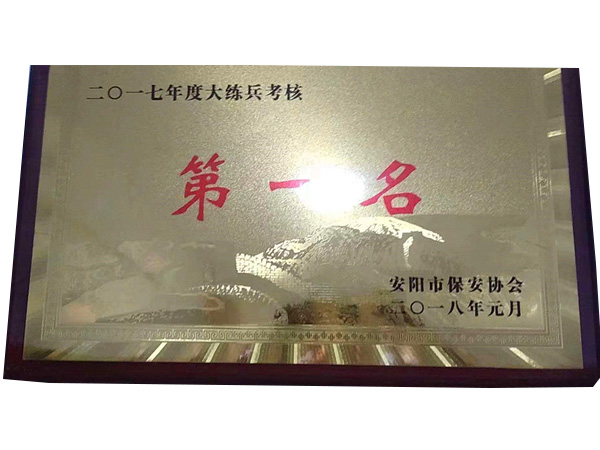 二〇一七年度大练兵考核
第一名
安阳市保安协会
二〇一八年元月